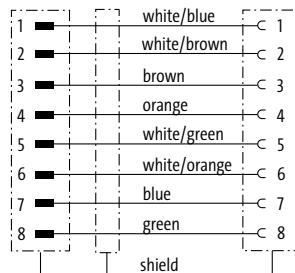 1 white/blue 1
2 white/brown 2
3 brown 3
4 orange 4
5 white/green 5
6 white/orange 6
7 blue 7
8 green 8
shield